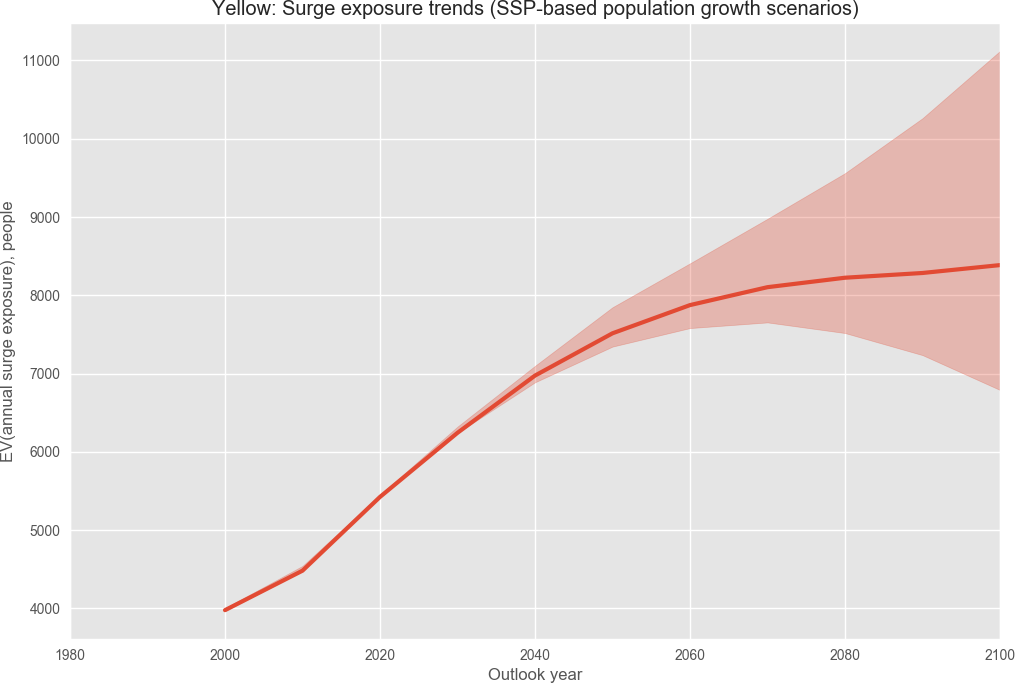 Yellow: Surge exposure trends (SSP-based population growth scenarios)
EV(annual surge exposure), people
11000
10000
9000
8000
7000
6000
5000
4000
1980 2000 2020 2040 2060 2080 2100
Outlook year